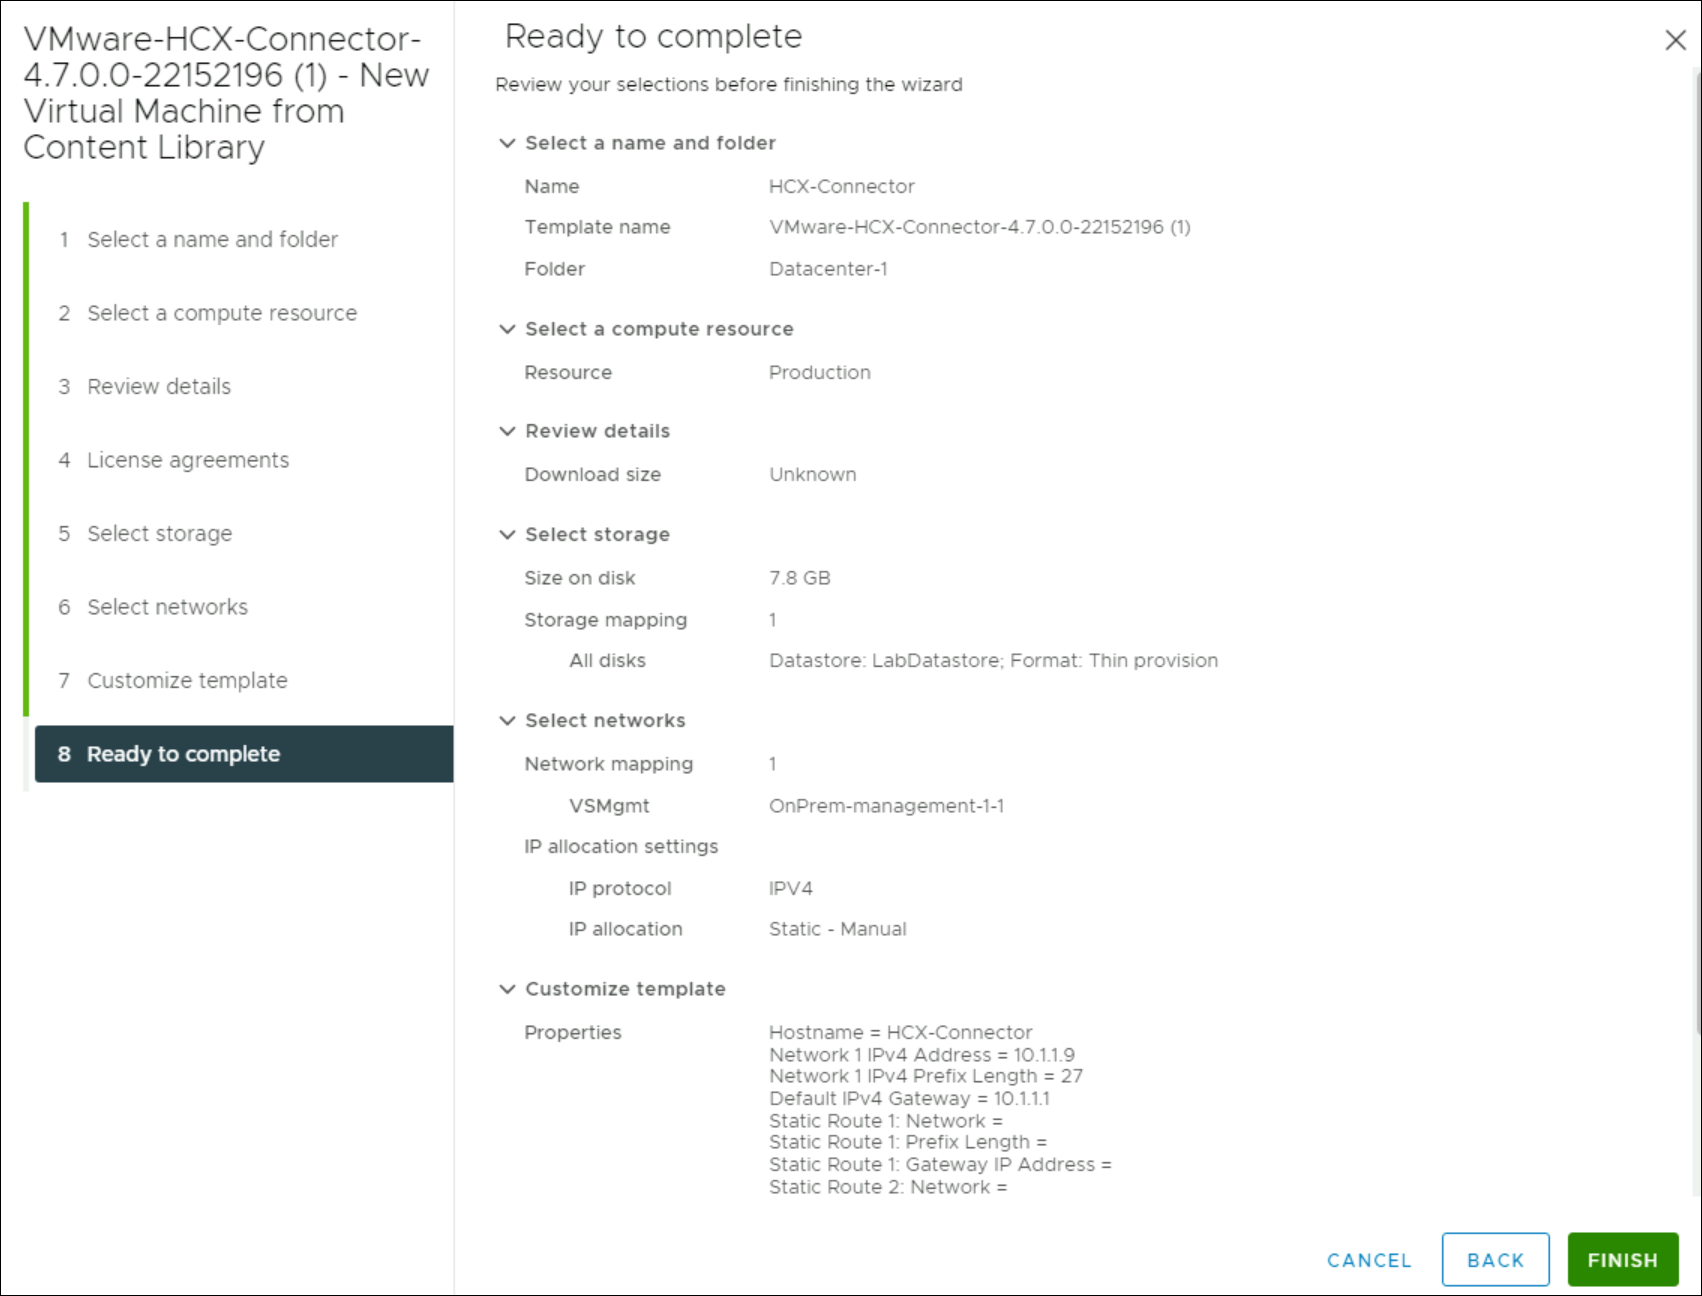 VMware-HCX-Connector-
4.7.0.0-22152196 (1) - New
Virtual Machine from
Content Library
1 Select a name and folder
2 Select a compute resource
3 Review details
4 License agreements
5 Select storage
6 Select networks
7 Customize template
8 Ready to complete
Ready to complete
Review your selections before finishing the wizard
Select a name and folder
Name HCX-Connector
Template name VMware-HCX-Connector-4.7.0.0-22152196 (1)
Folder Datacenter-1
Select a compute resource
Resource Production
Review details
Download size Unknown
Select storage
Size on disk 7.8 GB
Storage mapping 1
All disks Datastore: LabDatastore; Format: Thin provision
Select networks
Network mapping 1
VSMgmt OnPrem-management-1-1
IP allocation settings
IP protocol IPV4
IP allocation Static - Manual
Customize template
Properties Hostname = HCX-Connector
Network 1 IPv4 Address = 10.1.1.9
Network 1 IPv4 Prefix Length = 27
Default IPv4 Gateway = 10.1.1.1
Static Route 1: Network =
Static Route 1: Prefix Length =
Static Route 1: Gateway IP Address =
Static Route 2: Network =
CANCEL BACK FINISH